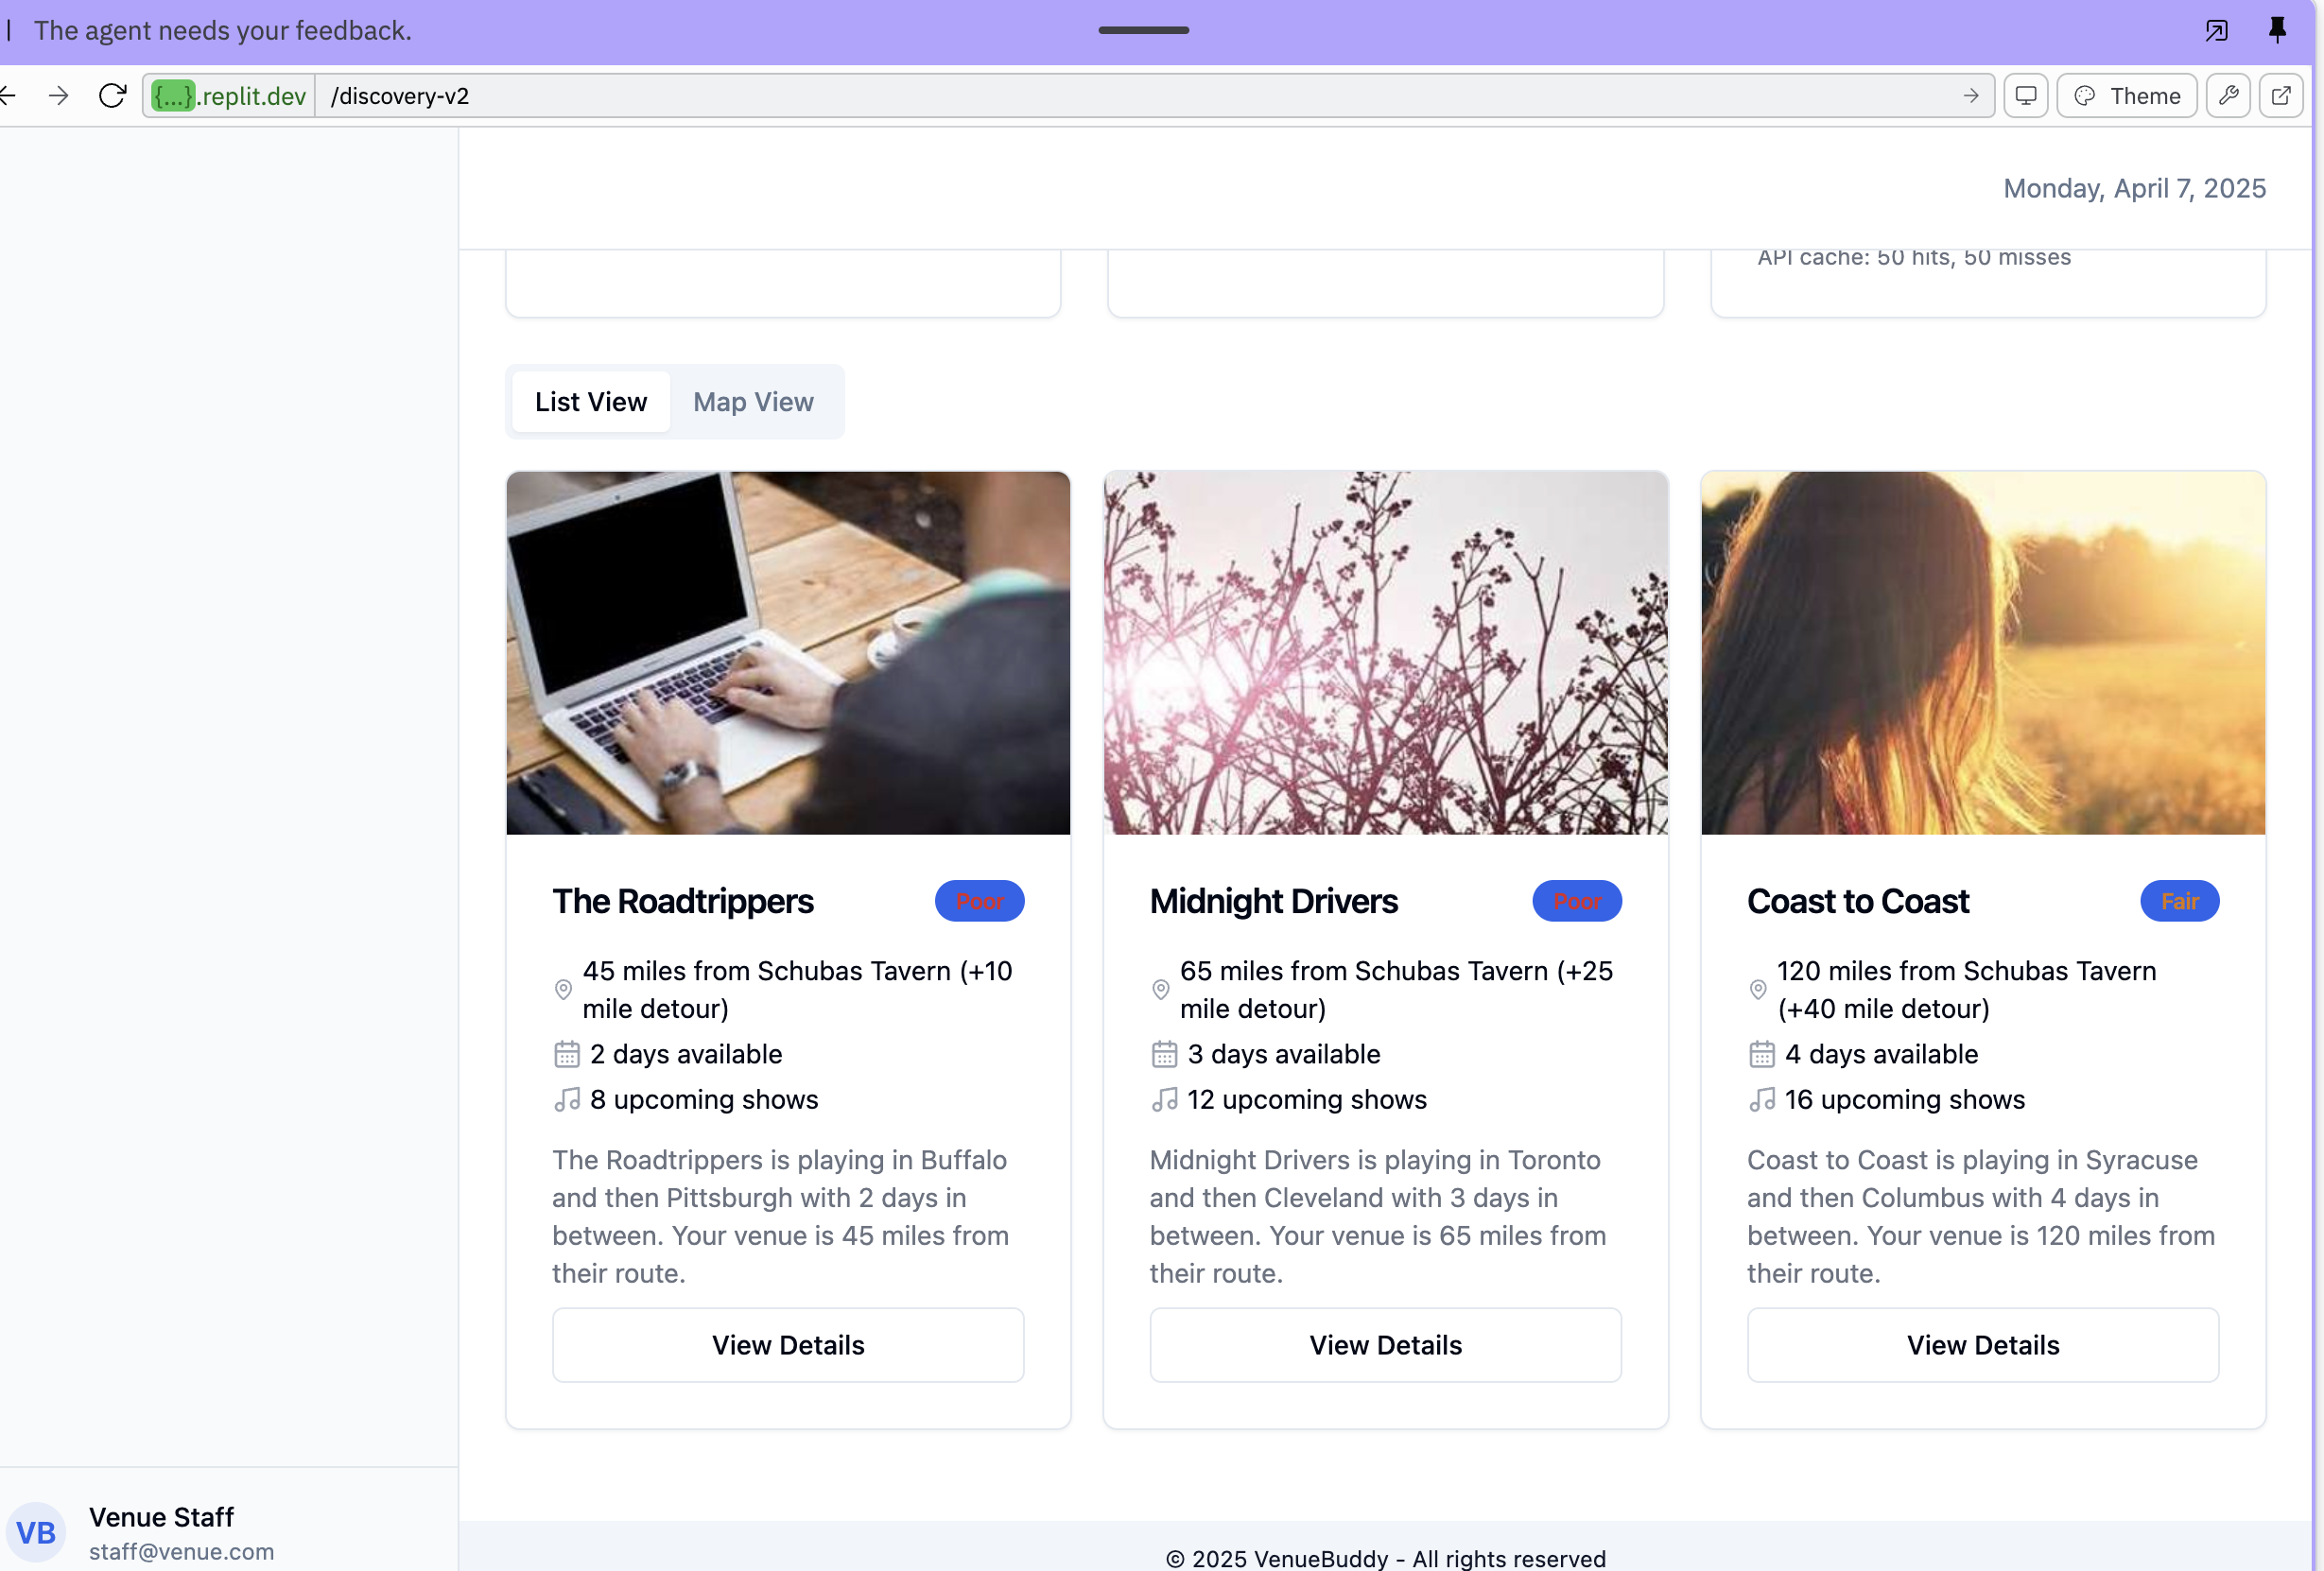 The agent needs your feedback.
{...}.replit.dev /discovery-v2
Theme
Monday, April 7, 2025
API cache: 50 hits, 50 misses
List View
Map View
The Roadtrippers
Poor
45 miles from Schubas Tavern (+10
mile detour)
2 days available
8 upcoming shows
The Roadtrippers is playing in Buffalo
and then Pittsburgh with 2 days in
between. Your venue is 45 miles from
their route.
View Details
Midnight Drivers
Poor
65 miles from Schubas Tavern (+25
mile detour)
3 days available
12 upcoming shows
Midnight Drivers is playing in Toronto
and then Cleveland with 3 days in
between. Your venue is 65 miles from
their route.
View Details
Coast to Coast
Fair
120 miles from Schubas Tavern
(+40 mile detour)
4 days available
16 upcoming shows
Coast to Coast is playing in Syracuse
and then Columbus with 4 days in
between. Your venue is 120 miles from
their route.
View Details
VB
Venue Staff
staff@venue.com
© 2025 VenueBuddy - All rights reserved